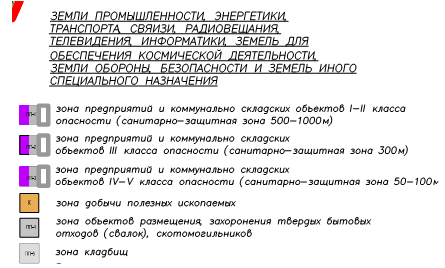 ЗЕМЛИ ПРОМЫШЛЕННОСТИ, ЭНЕРГЕТИКИ,
ТРАНСПОРТА, СВЯИЗИ, РАДИОВЕЩАНИЯ,
ТЕЛЕВИДЕНИЯ, ИНФОРМАТИКИ, ЗЕМЕЛЬ ДЛЯ
ОБЕСПЕЧЕНИЯ КОСМИЧЕСКОЙ ДЕЯТЕЛЬНОСТИ,
ЗЕМЛИ ОБОРОНЫ, БЕЗОПАСНОСТИ И ЗЕМЕЛЬ ИНОГО
СПЕЦИАЛЬНОГО НАЗНАЧЕНИЯ
зона предприятий и коммунально складских объектов I-II класса
опасности (санитарно-защитная зона 500-1000м)
зона предприятий и коммунально складских
объектов III класса опасности (санитарно-защитная зона 300м)
зона предприятий и коммунально складских
объектов IV-V класса опасности (санитарно-защитная зона 50-100м
зона добычи полезных ископаемых
зона объектов размещения, захоронения твердых бытовых
отходов (свалок), скотомогильников
зона кладбищ